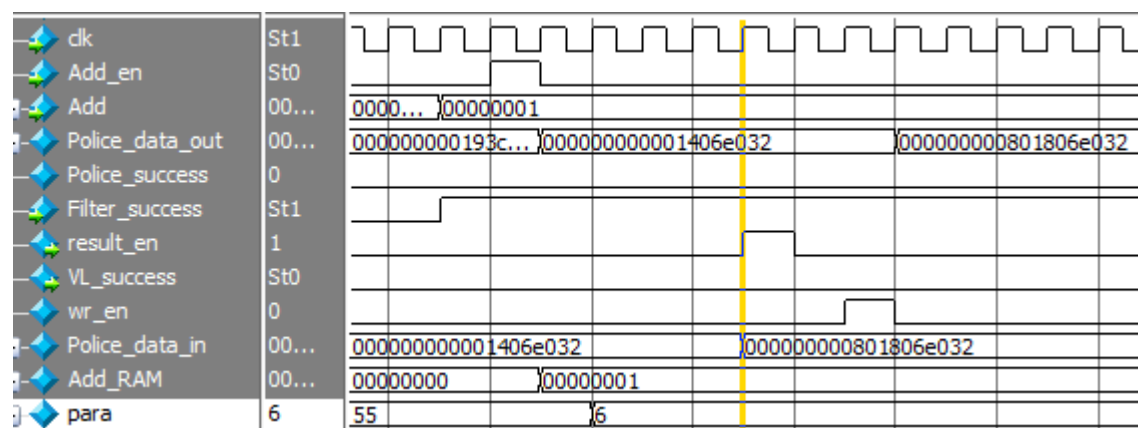 clk St1
Add_en St0
Add 00... 0000... 00000001
Police_data_out 00... 000000000193c... 000000000001406e032 000000000801806e032
Police_success 0
Filter_success St1
result_en 1
VL_success St0
wr_en 0
Police_data_in 00... 000000000001406e032 000000000801806e032
Add_RAM 00... 00000000 00000001
para 6 55 6